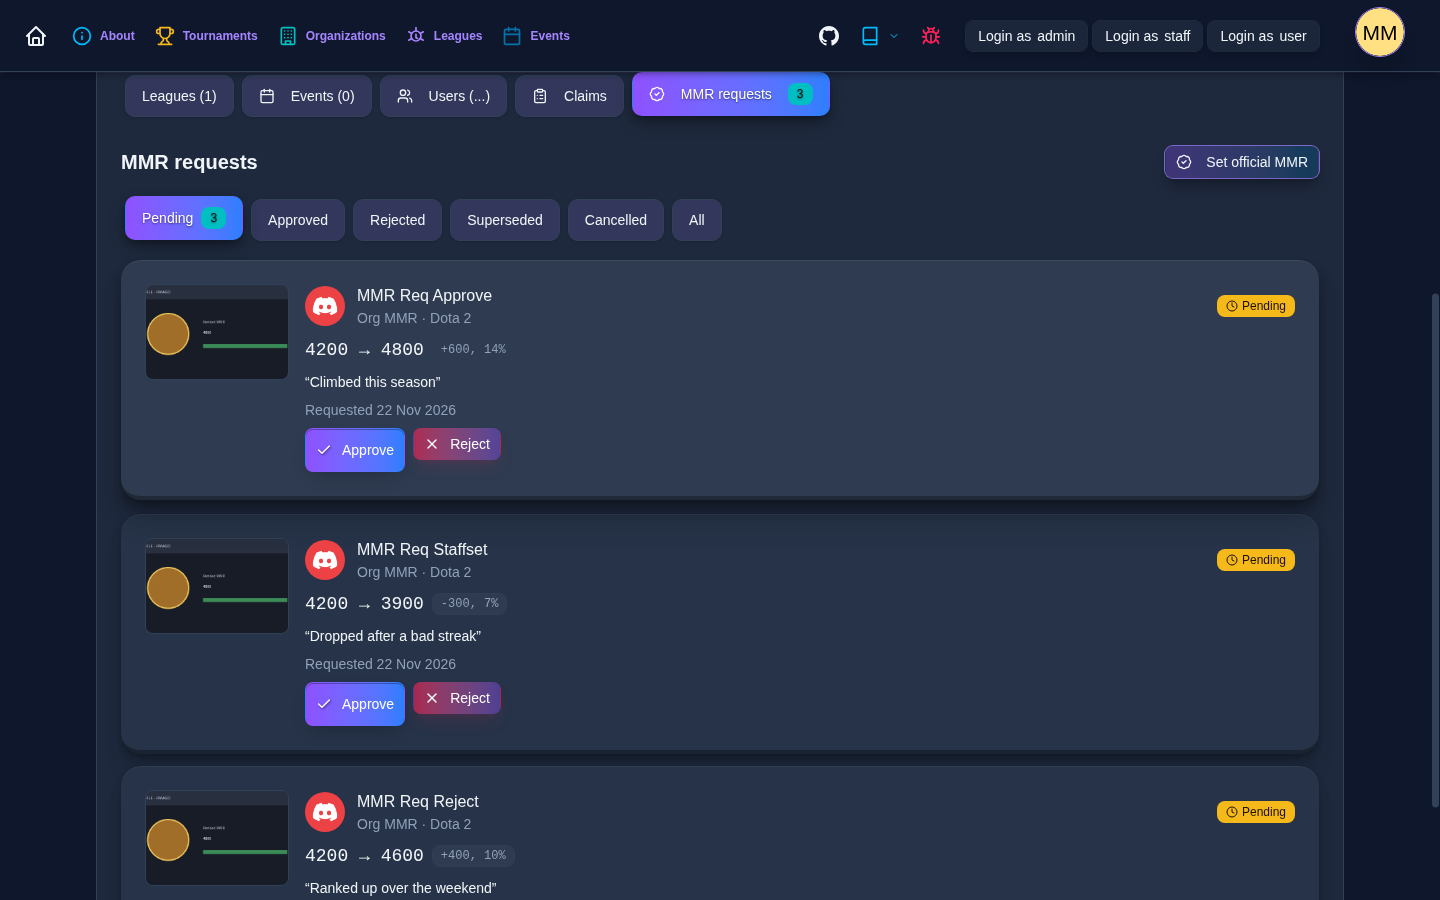 About
Tournaments
Organizations
Leagues
Events
Login as admin
Login as staff
Login as user
MM
Leagues (1)
Events (0)
Users (...)
Claims
MMR requests 3
MMR requests
Set official MMR
Pending 3
Approved
Rejected
Superseded
Cancelled
All
MMR Req Approve
Org MMR · Dota 2
Pending
4200 → 4800 +600, 14%
“Climbed this season”
Requested 22 Nov 2026
Approve
Reject
MMR Req Staffset
Org MMR · Dota 2
Pending
4200 → 3900 -300, 7%
“Dropped after a bad streak”
Requested 22 Nov 2026
Approve
Reject
MMR Req Reject
Org MMR · Dota 2
Pending
4200 → 4600 +400, 10%
“Ranked up over the weekend”